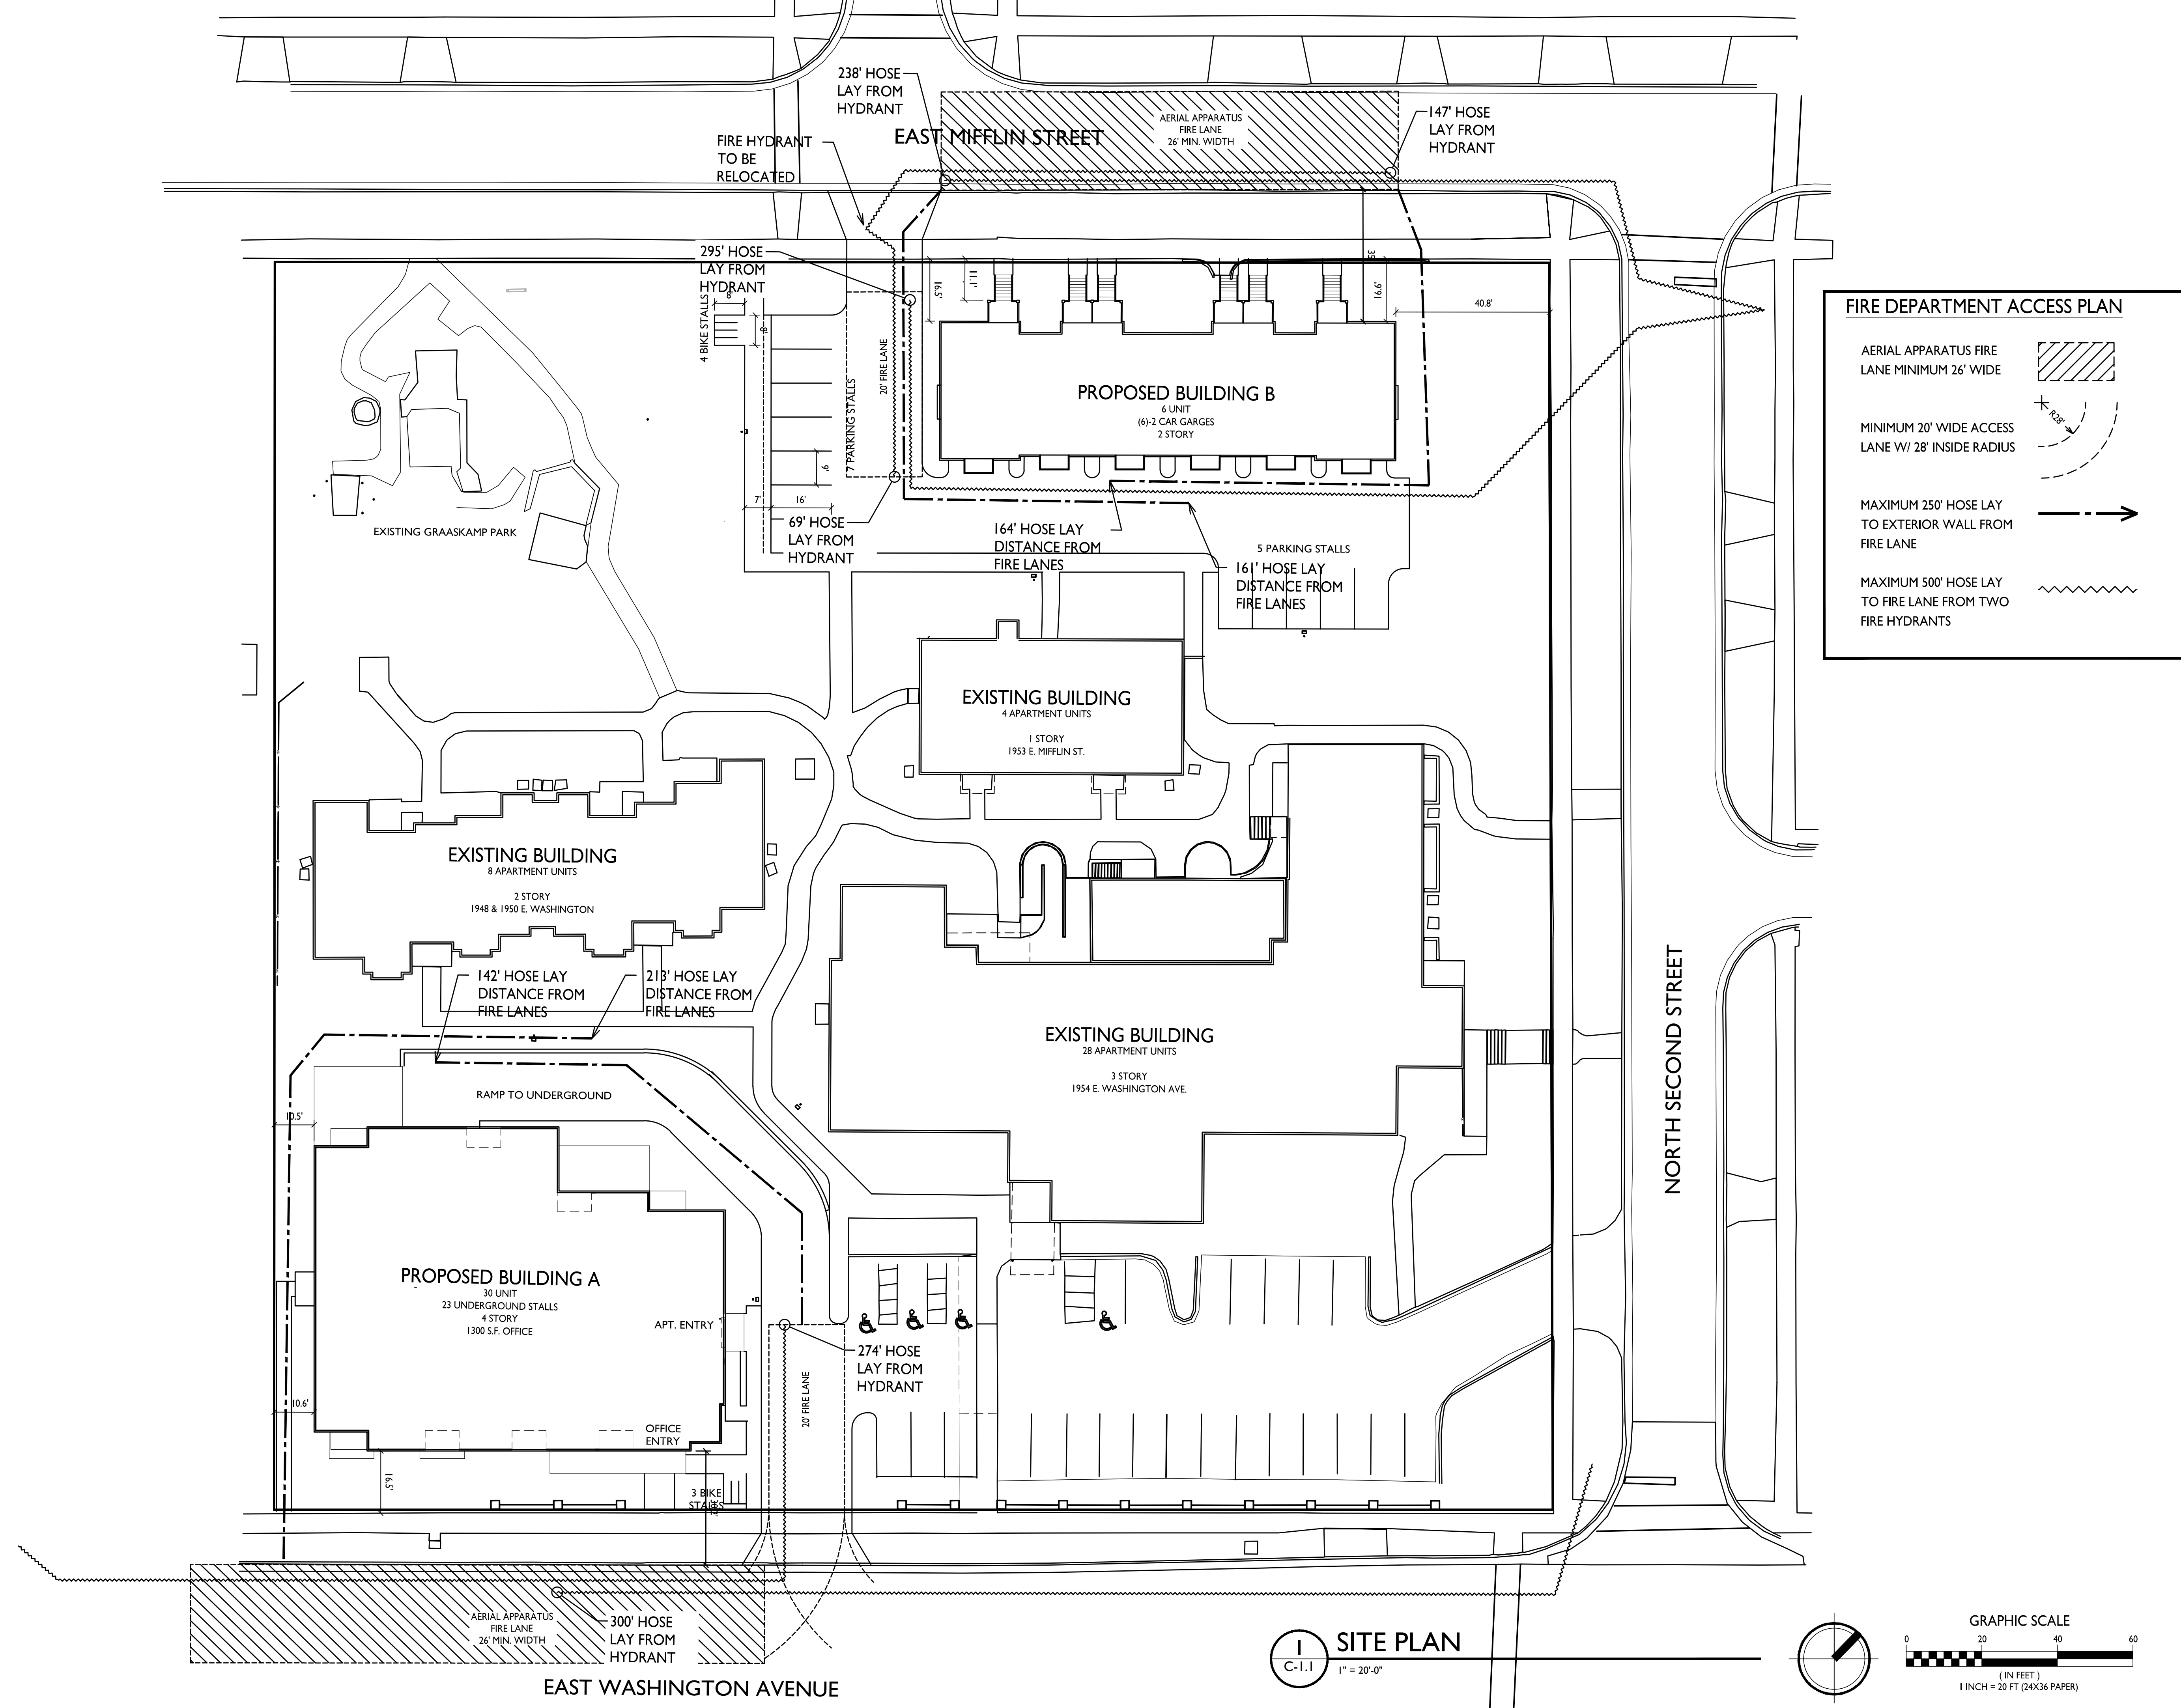 238' HOSE
LAY FROM
HYDRANT
FIRE HYDRANT
TO BE
RELOCATED
EAST MIFFLIN STREET
AERIAL APPARATUS
FIRE LANE
26' MIN. WIDTH
147' HOSE
LAY FROM
HYDRANT
295' HOSE
LAY FROM
HYDRANT
8'
8'
4 BIKE STALLS
7 PARKING STALLS
20' FIRE LANE
16.5'
11.1'
16.6'
40.8'
PROPOSED BUILDING B
6 UNIT
(6)-2 CAR GARGES
2 STORY
9'
7'
16'
69' HOSE
LAY FROM
HYDRANT
164' HOSE LAY
DISTANCE FROM
FIRE LANES
5 PARKING STALLS
161' HOSE LAY
DISTANCE FROM
FIRE LANES
EXISTING GRAASKAMP PARK
FIRE DEPARTMENT ACCESS PLAN
AERIAL APPARATUS FIRE
LANE MINIMUM 26' WIDE
MINIMUM 20' WIDE ACCESS
LANE W/ 28' INSIDE RADIUS
R28'
MAXIMUM 250' HOSE LAY
TO EXTERIOR WALL FROM
FIRE LANE
MAXIMUM 500' HOSE LAY
TO FIRE LANE FROM TWO
FIRE HYDRANTS
EXISTING BUILDING
4 APARTMENT UNITS
1 STORY
1953 E. MIFFLIN ST.
EXISTING BUILDING
8 APARTMENT UNITS
2 STORY
1948 & 1950 E. WASHINGTON
142' HOSE LAY
DISTANCE FROM
FIRE LANES
213' HOSE LAY
DISTANCE FROM
FIRE LANES
EXISTING BUILDING
28 APARTMENT UNITS
3 STORY
1954 E. WASHINGTON AVE.
NORTH SECOND STREET
RAMP TO UNDERGROUND
10.5'
PROPOSED BUILDING A
30 UNIT
23 UNDERGROUND STALLS
4 STORY
1300 S.F. OFFICE
APT. ENTRY
274' HOSE
LAY FROM
HYDRANT
20' FIRE LANE
10.6'
OFFICE
ENTRY
16.5'
3 BIKE
STALLS
AERIAL APPARATUS
FIRE LANE
26' MIN. WIDTH
300' HOSE
LAY FROM
HYDRANT
EAST WASHINGTON AVENUE
1
C-1.1
SITE PLAN
1" = 20'-0"
GRAPHIC SCALE
0 20 40 60
( IN FEET )
1 INCH = 20 FT (24X36 PAPER)